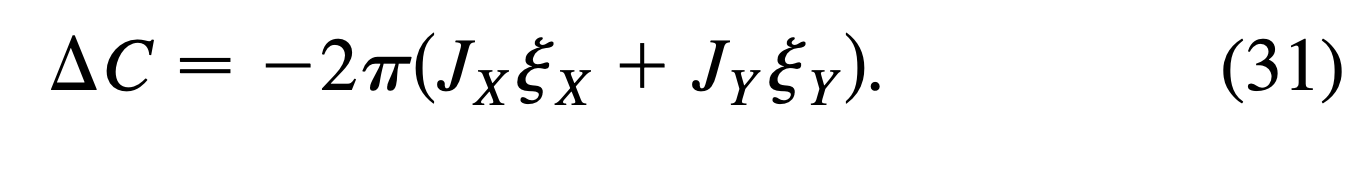 ΔC = −2π(J_X ξ_X + J_Y ξ_Y). (31)